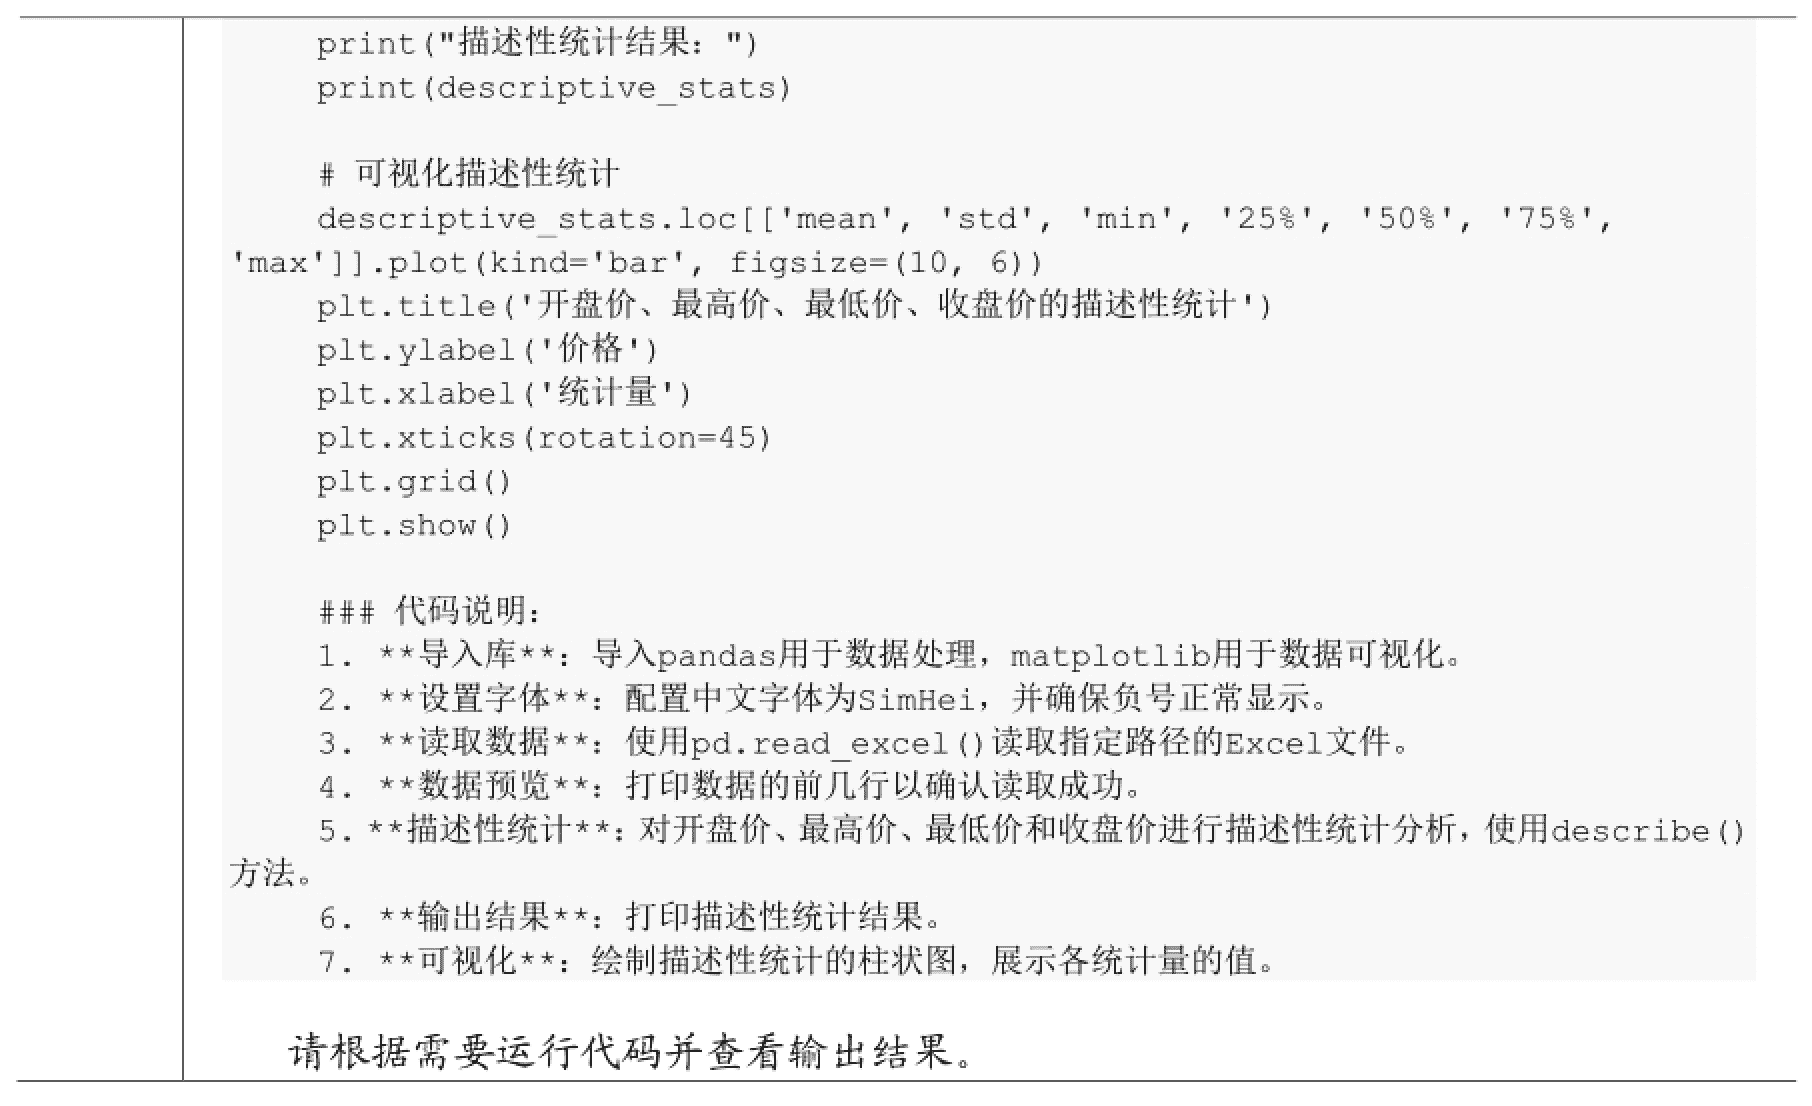 print("描述性统计结果：")
print(descriptive_stats)
# 可视化描述性统计
descriptive_stats.loc[['mean', 'std', 'min', '25%', '50%', '75%',
'max']].plot(kind='bar', figsize=(10, 6))
plt.title('开盘价、最高价、最低价、收盘价的描述性统计')
plt.ylabel('价格')
plt.xlabel('统计量')
plt.xticks(rotation=45)
plt.grid()
plt.show()
### 代码说明：
1. **导入库**：导入pandas用于数据处理，matplotlib用于数据可视化。
2. **设置字体**：配置中文字体为SimHei，并确保负号正常显示。
3. **读取数据**：使用pd.read_excel()读取指定路径的Excel文件。
4. **数据预览**：打印数据的前几行以确认读取成功。
5. **描述性统计**：对开盘价、最高价、最低价和收盘价进行描述性统计分析，使用describe()
方法。
6. **输出结果**：打印描述性统计结果。
7. **可视化**：绘制描述性统计的柱状图，展示各统计量的值。
请根据需要运行代码并查看输出结果。